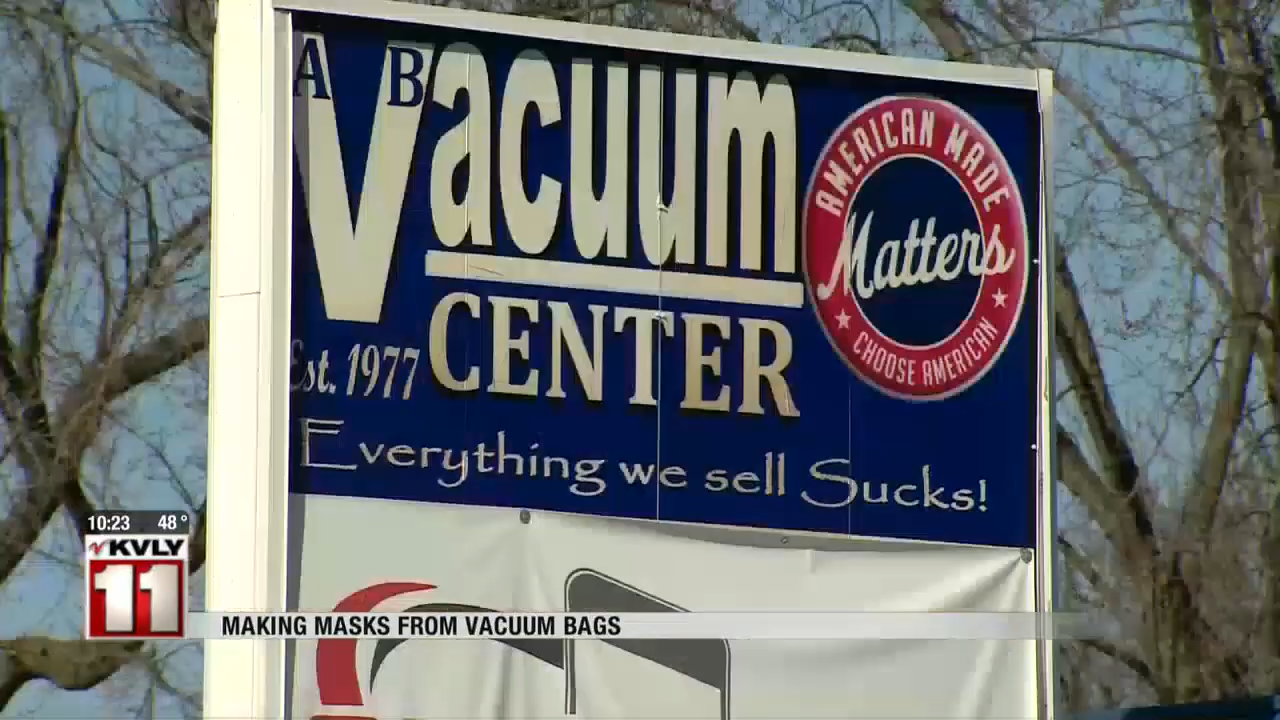 A B
Vacuum
CENTER
Est. 1977
Everything we sell Sucks!
AMERICAN MADE
Matters
CHOOSE AMERICAN
10:23 48°
KVLY
11
MAKING MASKS FROM VACUUM BAGS